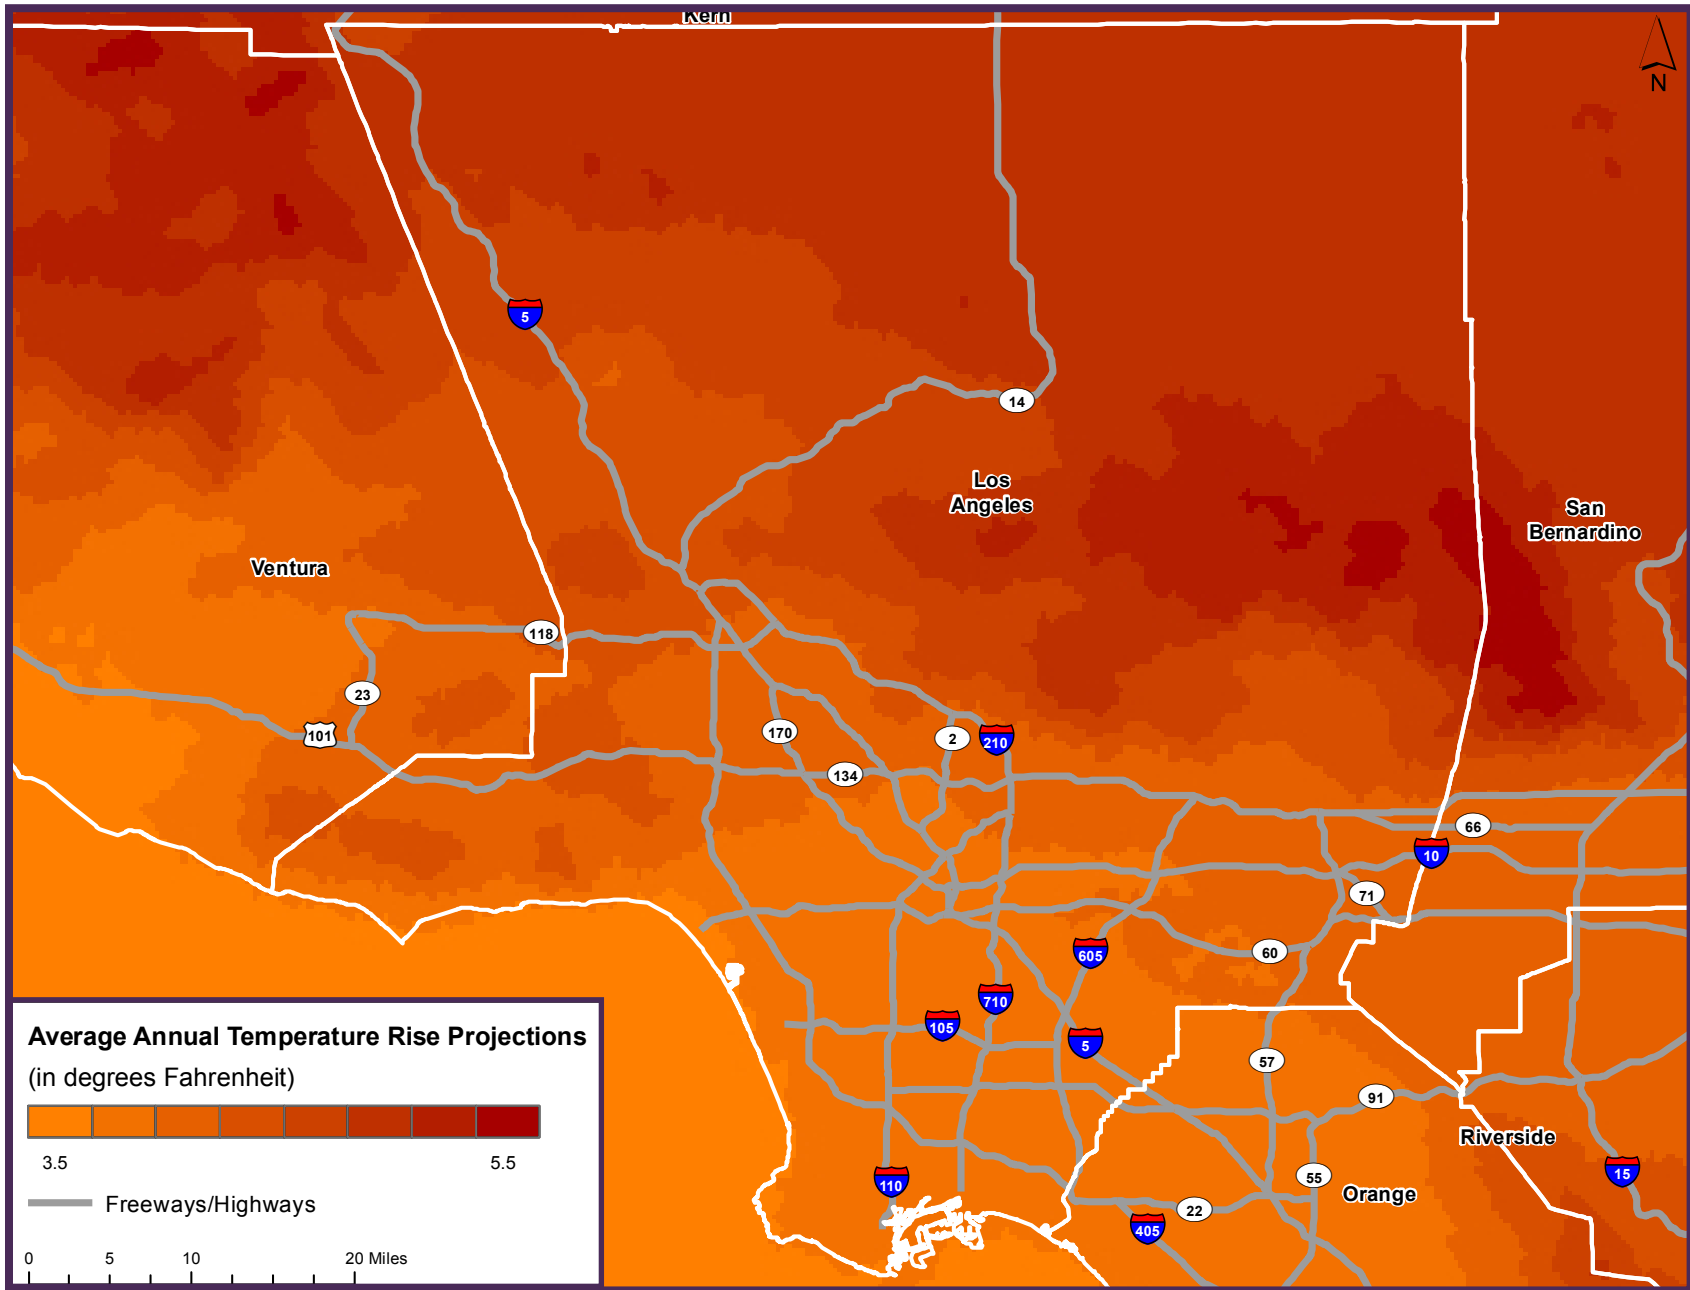 Kern
N
5
14
Los
Angeles
San
Bernardino
Ventura
118
23
101
170
2
210
134
66
10
71
60
605
710
105
5
57
91
Riverside
15
55
Orange
110
22
405
Average Annual Temperature Rise Projections
(in degrees Fahrenheit)
3.5 5.5
Freeways/Highways
0 5 10 20 Miles